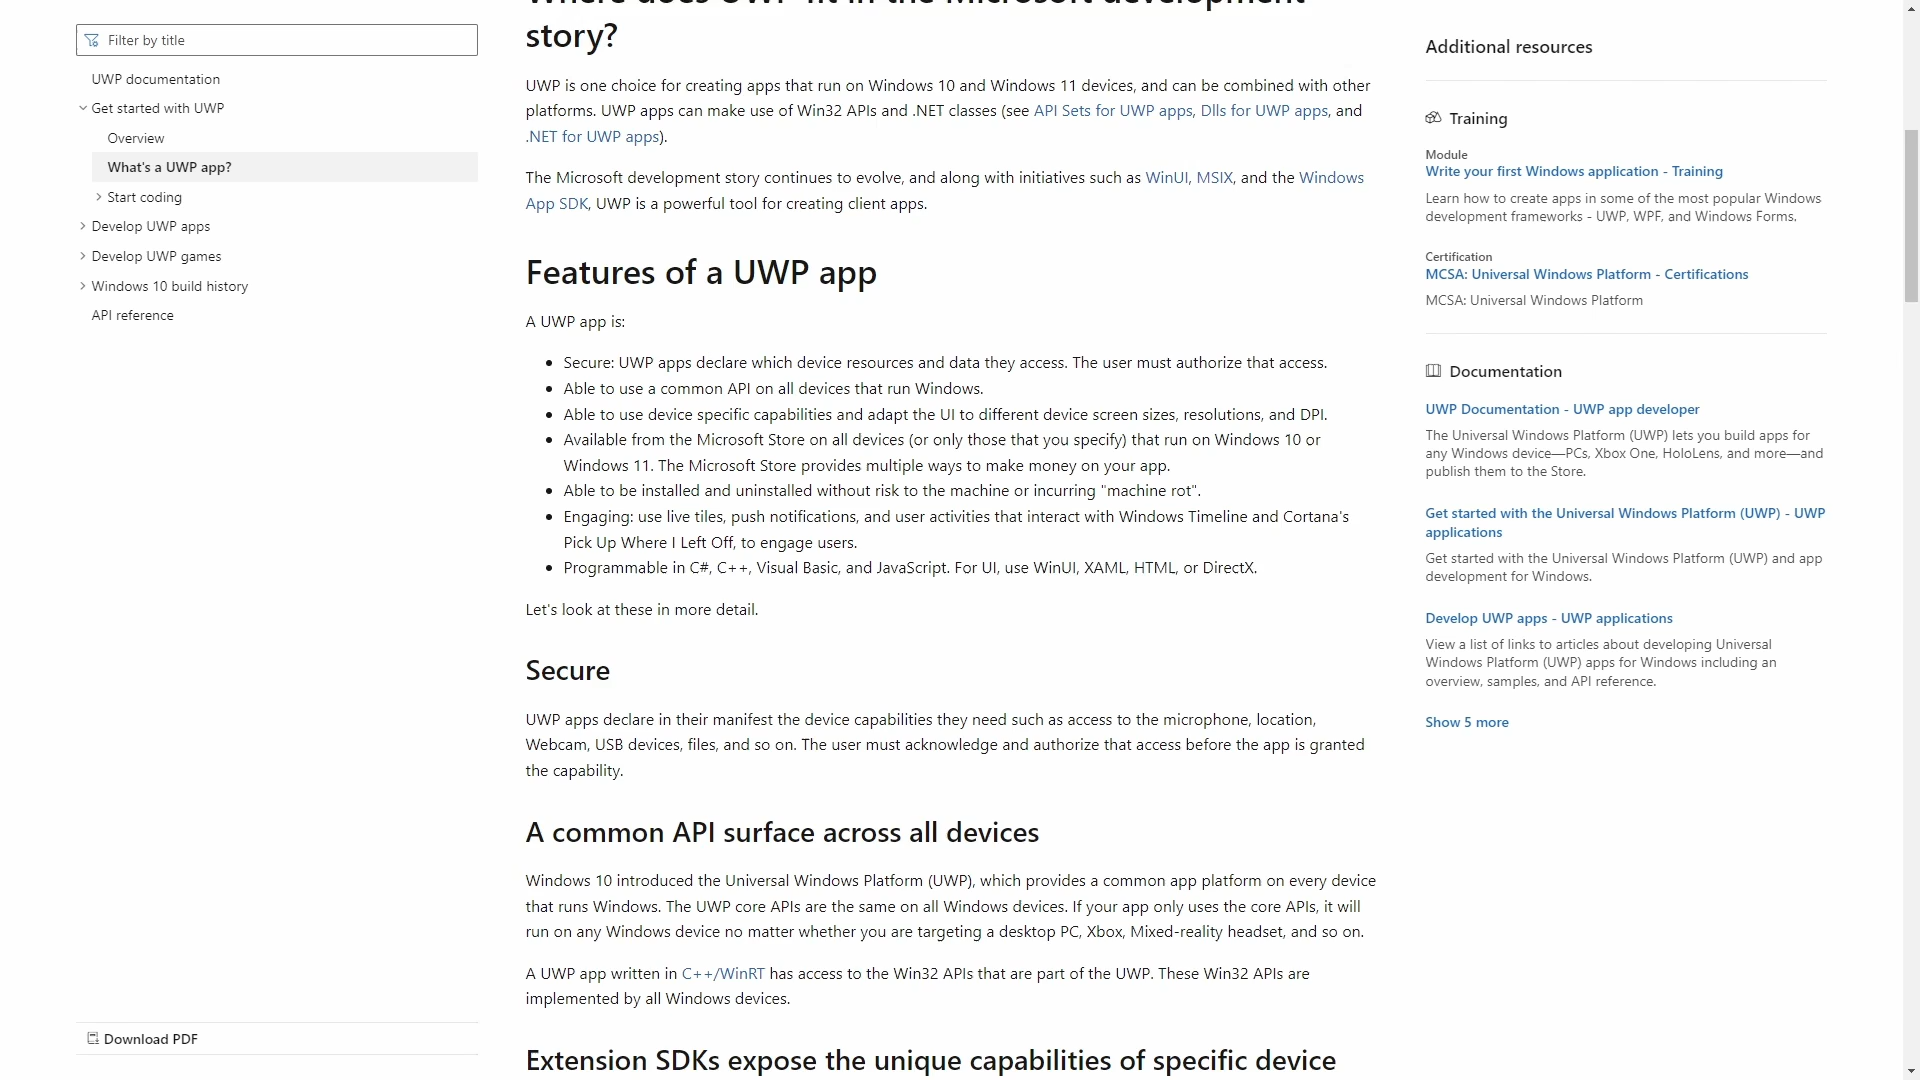 Where does UWP fit in the Microsoft development
story?
Filter by title
UWP documentation
Get started with UWP
Overview
What's a UWP app?
Start coding
Develop UWP apps
Develop UWP games
Windows 10 build history
API reference
Download PDF
UWP is one choice for creating apps that run on Windows 10 and Windows 11 devices, and can be combined with other
platforms. UWP apps can make use of Win32 APIs and .NET classes (see API Sets for UWP apps, Dlls for UWP apps, and
.NET for UWP apps).
The Microsoft development story continues to evolve, and along with initiatives such as WinUI, MSIX, and the Windows
App SDK, UWP is a powerful tool for creating client apps.
Features of a UWP app
A UWP app is:
Secure: UWP apps declare which device resources and data they access. The user must authorize that access.
Able to use a common API on all devices that run Windows.
Able to use device specific capabilities and adapt the UI to different device screen sizes, resolutions, and DPI.
Available from the Microsoft Store on all devices (or only those that you specify) that run on Windows 10 or
Windows 11. The Microsoft Store provides multiple ways to make money on your app.
Able to be installed and uninstalled without risk to the machine or incurring "machine rot".
Engaging: use live tiles, push notifications, and user activities that interact with Windows Timeline and Cortana's
Pick Up Where I Left Off, to engage users.
Programmable in C#, C++, Visual Basic, and JavaScript. For UI, use WinUI, XAML, HTML, or DirectX.
Let's look at these in more detail.
Secure
UWP apps declare in their manifest the device capabilities they need such as access to the microphone, location,
Webcam, USB devices, files, and so on. The user must acknowledge and authorize that access before the app is granted
the capability.
A common API surface across all devices
Windows 10 introduced the Universal Windows Platform (UWP), which provides a common app platform on every device
that runs Windows. The UWP core APIs are the same on all Windows devices. If your app only uses the core APIs, it will
run on any Windows device no matter whether you are targeting a desktop PC, Xbox, Mixed-reality headset, and so on.
A UWP app written in C++/WinRT has access to the Win32 APIs that are part of the UWP. These Win32 APIs are
implemented by all Windows devices.
Extension SDKs expose the unique capabilities of specific device
Additional resources
Training
Module
Write your first Windows application - Training
Learn how to create apps in some of the most popular Windows
development frameworks - UWP, WPF, and Windows Forms.
Certification
MCSA: Universal Windows Platform - Certifications
MCSA: Universal Windows Platform
Documentation
UWP Documentation - UWP app developer
The Universal Windows Platform (UWP) lets you build apps for
any Windows device—PCs, Xbox One, HoloLens, and more—and
publish them to the Store.
Get started with the Universal Windows Platform (UWP) - UWP
applications
Get started with the Universal Windows Platform (UWP) and app
development for Windows.
Develop UWP apps - UWP applications
View a list of links to articles about developing Universal
Windows Platform (UWP) apps for Windows including an
overview, samples, and API reference.
Show 5 more